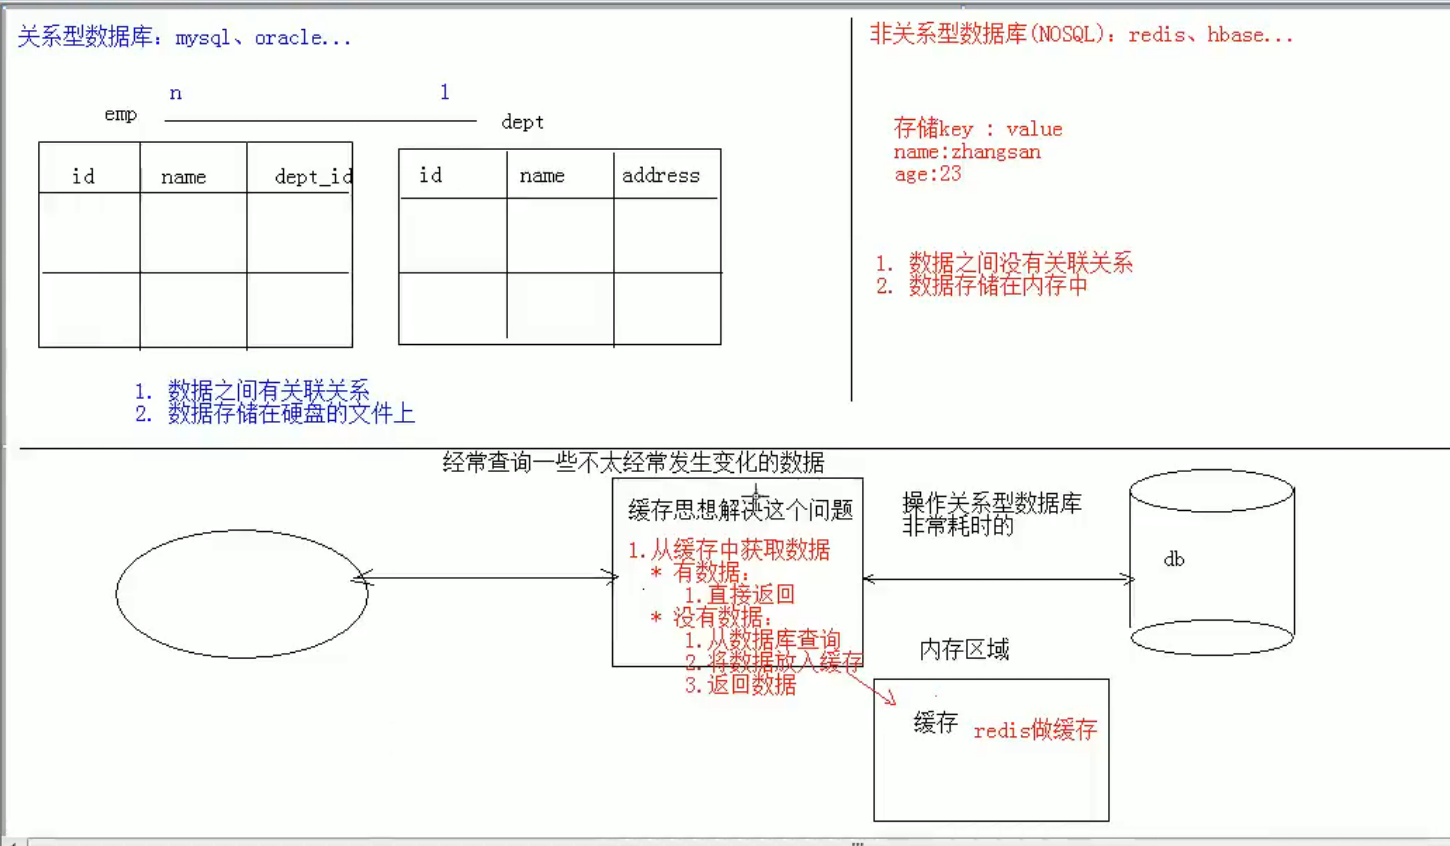 关系型数据库：mysql、oracle...
n 1
emp
dept
id name dept_id
id name address
1. 数据之间有关联关系
2. 数据存储在硬盘的文件上
非关系型数据库(NOSQL)：redis、hbase...
存储key : value
name:zhangsan
age:23
1. 数据之间没有关联关系
2. 数据存储在内存中
经常查询一些不太经常发生变化的数据
缓存思想解决这个问题
1.从缓存中获取数据
* 有数据：
1.直接返回
* 没有数据：
1.从数据库查询
2.将数据放入缓存
3.返回数据
操作关系型数据库
非常耗时的
db
内存区域
缓存 redis做缓存